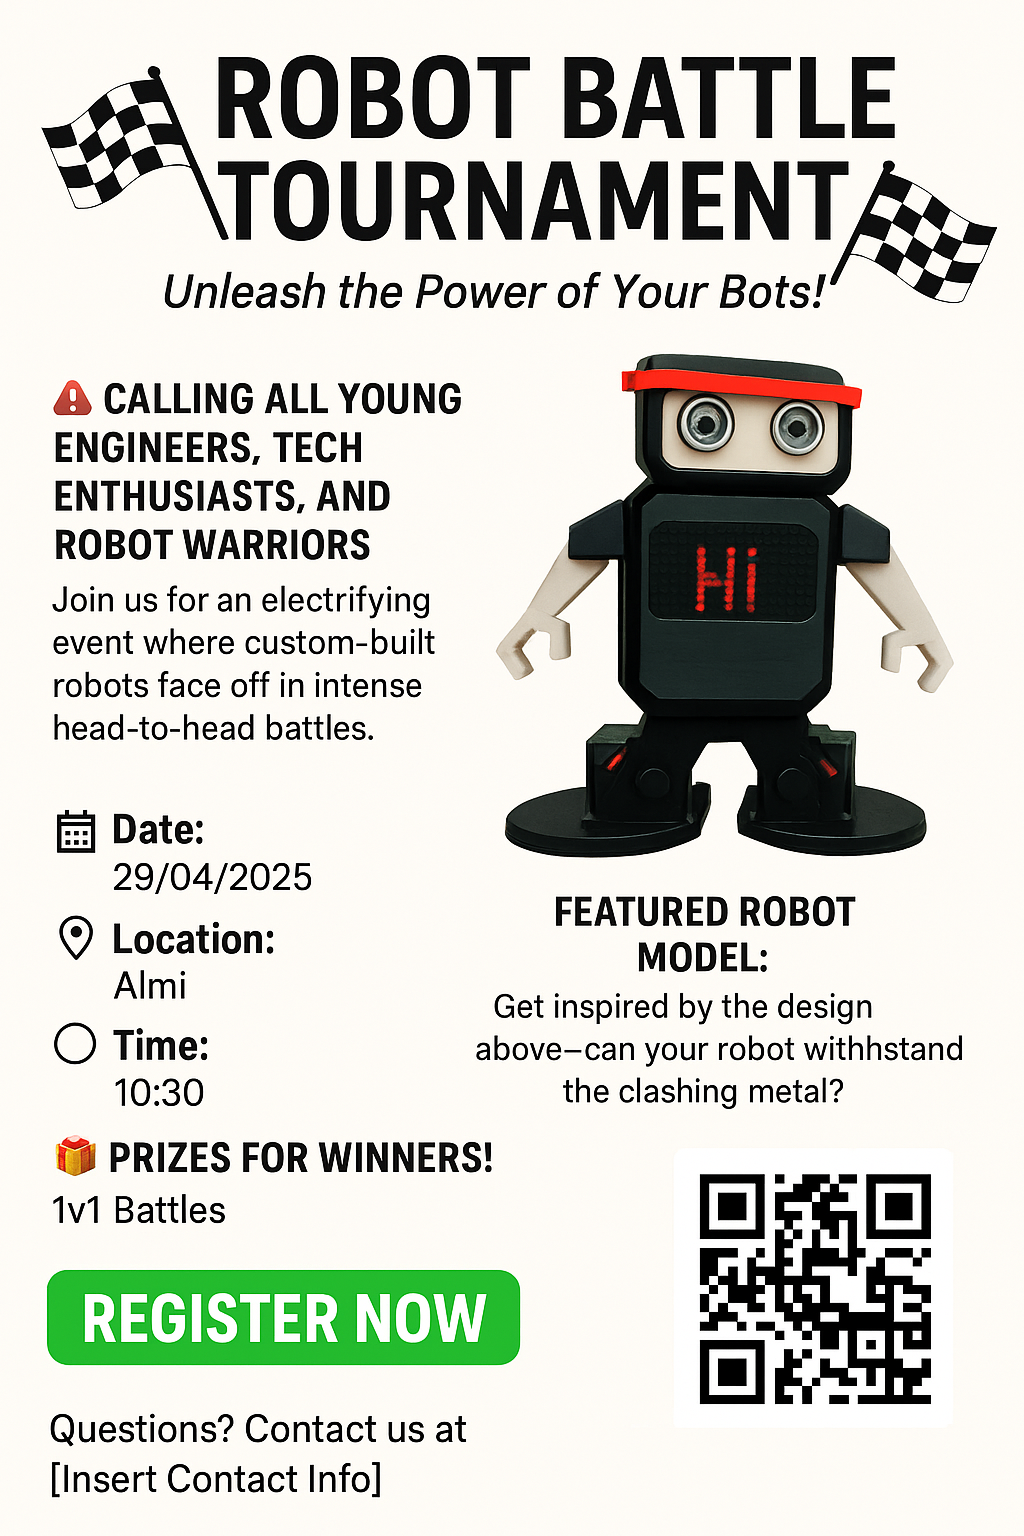 ROBOT BATTLE
TOURNAMENT
Unleash the Power of Your Bots!
CALLING ALL YOUNG
ENGINEERS, TECH
ENTHUSIASTS, AND
ROBOT WARRIORS
Join us for an electrifying
event where custom-built
robots face off in intense
head-to-head battles.
Hi
Date:
29/04/2025
Location:
Almi
Time:
10:30
FEATURED ROBOT
MODEL:
Get inspired by the design
above–can your robot withhstand
the clashing metal?
PRIZES FOR WINNERS!
1v1 Battles
REGISTER NOW
Questions? Contact us at
[Insert Contact Info]